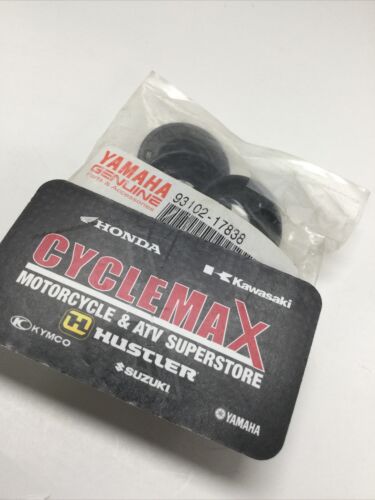 YAMAHA
GENUINE
Parts & Accessories
93102-17838
HONDA
Kawasaki
CYCLEMAX
MOTORCYCLE & ATV SUPERSTORE
KYMCO
H
HUSTLER
SUZUKI
YAMAHA